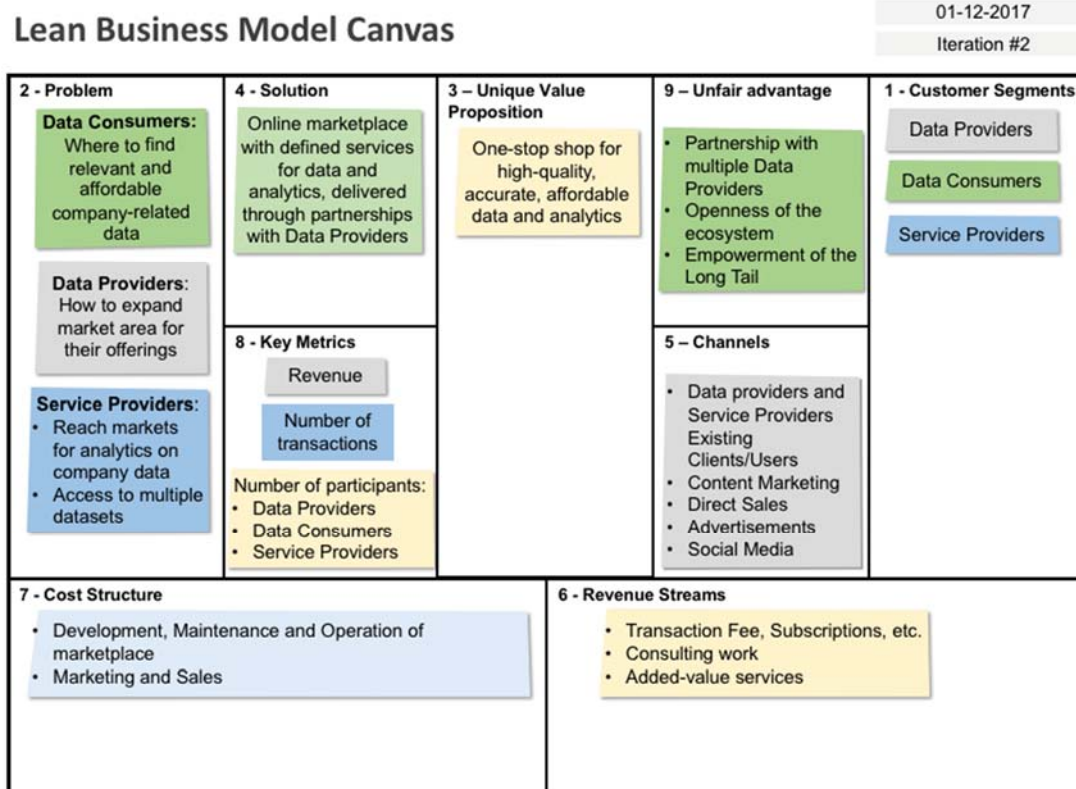 Lean Business Model Canvas
01-12-2017
Iteration #2
2 - Problem
Data Consumers:
Where to find
relevant and
affordable
company-related
data
Data Providers:
How to expand
market area for
their offerings
Service Providers:
• Reach markets
for analytics on
company data
• Access to multiple
datasets
4 - Solution
Online marketplace
with defined services
for data and
analytics, delivered
through partnerships
with Data Providers
8 - Key Metrics
Revenue
Number of
transactions
Number of participants:
• Data Providers
• Data Consumers
• Service Providers
3 – Unique Value
Proposition
One-stop shop for
high-quality,
accurate, affordable
data and analytics
9 – Unfair advantage
• Partnership with
multiple Data
Providers
• Openness of the
ecosystem
• Empowerment of the
Long Tail
5 – Channels
• Data providers and
Service Providers
Existing
Clients/Users
• Content Marketing
• Direct Sales
• Advertisements
• Social Media
1 - Customer Segments
Data Providers
Data Consumers
Service Providers
7 - Cost Structure
• Development, Maintenance and Operation of
marketplace
• Marketing and Sales
6 - Revenue Streams
• Transaction Fee, Subscriptions, etc.
• Consulting work
• Added-value services